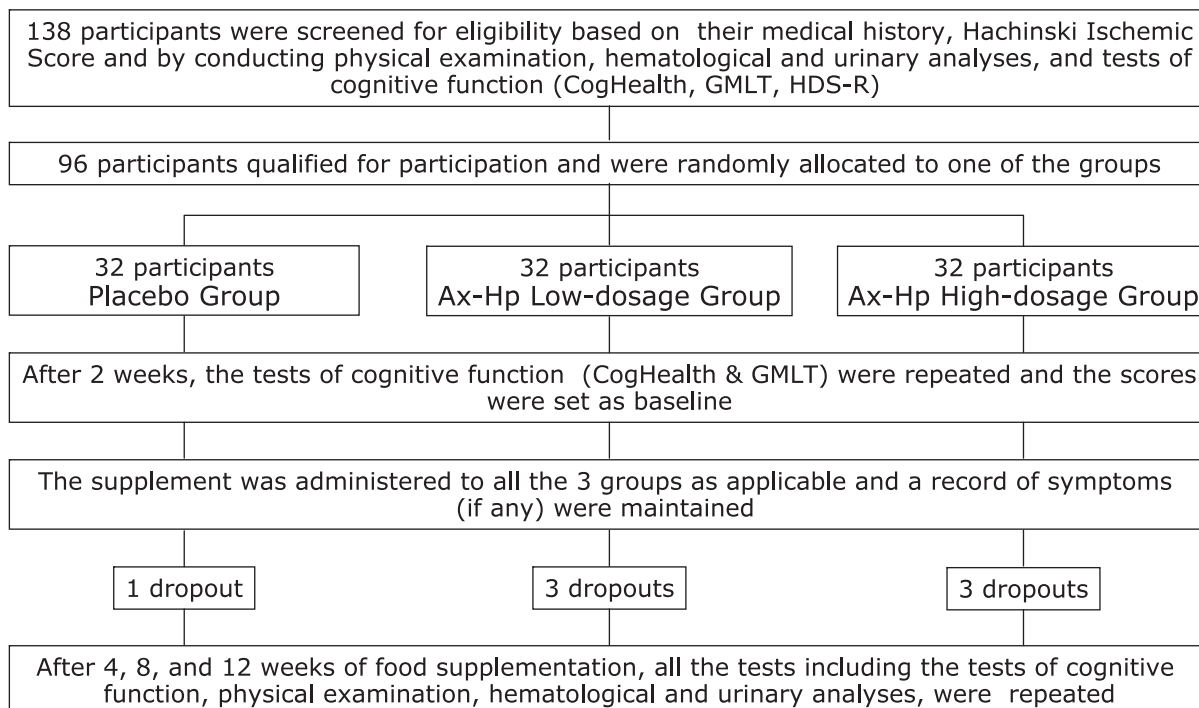 138 participants were screened for eligibility based on their medical history, Hachinski Ischemic
Score and by conducting physical examination, hematological and urinary analyses, and tests of
cognitive function (CogHealth, GMLT, HDS-R)
96 participants qualified for participation and were randomly allocated to one of the groups
32 participants
Placebo Group
32 participants
Ax-Hp Low-dosage Group
32 participants
Ax-Hp High-dosage Group
After 2 weeks, the tests of cognitive function (CogHealth & GMLT) were repeated and the scores
were set as baseline
The supplement was administered to all the 3 groups as applicable and a record of symptoms
(if any) were maintained
1 dropout
3 dropouts
3 dropouts
After 4, 8, and 12 weeks of food supplementation, all the tests including the tests of cognitive
function, physical examination, hematological and urinary analyses, were repeated